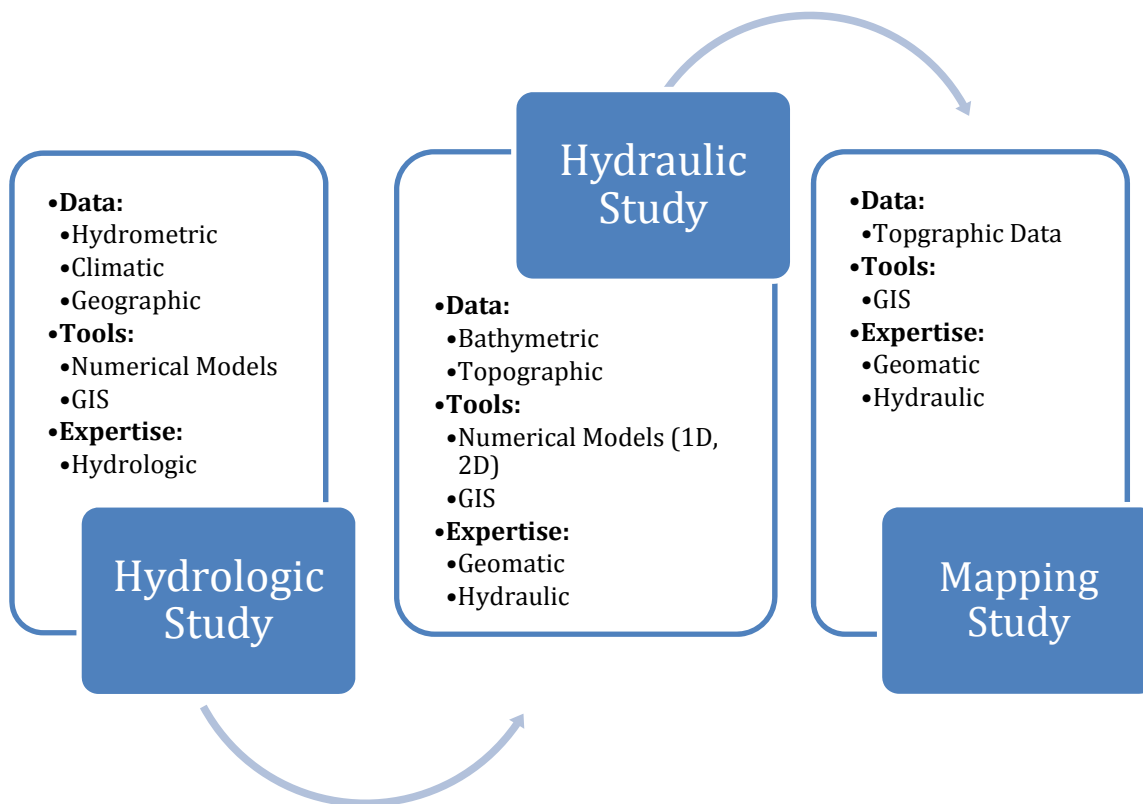 •Data:
•Hydrometric
•Climatic
•Geographic
•Tools:
•Numerical Models
•GIS
•Expertise:
•Hydrologic
Hydrologic
Study
Hydraulic
Study
•Data:
•Bathymetric
•Topographic
•Tools:
•Numerical Models (1D,
2D)
•GIS
•Expertise:
•Geomatic
•Hydraulic
•Data:
•Topgraphic Data
•Tools:
•GIS
•Expertise:
•Geomatic
•Hydraulic
Mapping
Study